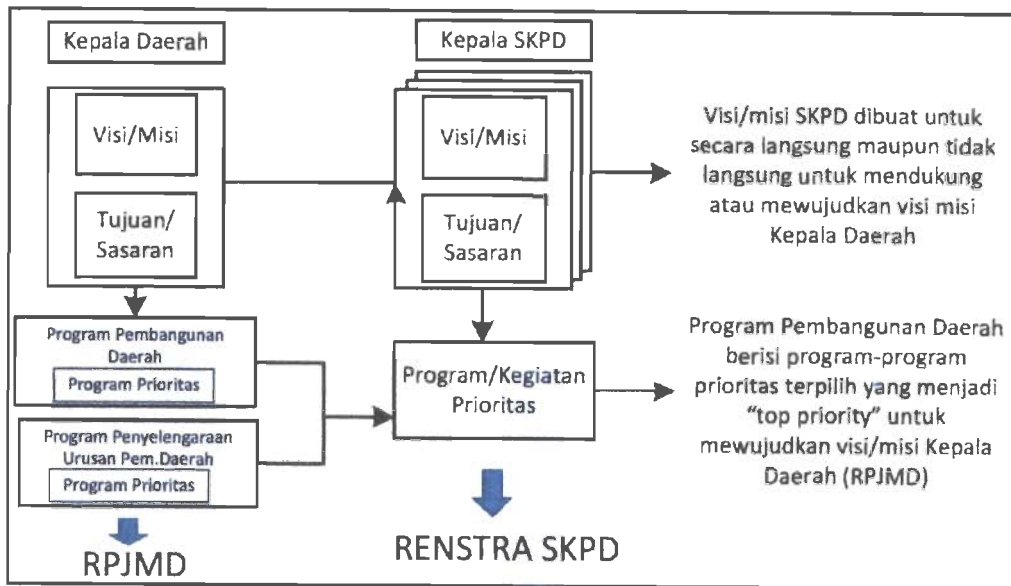 Kepala Daerah
Visi/Misi
Tujuan/
Sasaran
Program Pembangunan
Daerah
Program Prioritas
Program Penyelengaraan
Urusan Pem.Daerah
Program Prioritas
RPJMD
Kepala SKPD
Visi/Misi
Tujuan/
Sasaran
Program/Kegiatan
Prioritas
RENSTRA SKPD
Visi/misi SKPD dibuat untuk
secara langsung maupun tidak
langsung untuk mendukung
atau mewujudkan visi misi
Kepala Daerah
Program Pembangunan Daerah
berisi program-program
prioritas terpilih yang menjadi
“top priority” untuk
mewujudkan visi/misi Kepala
Daerah (RPJMD)